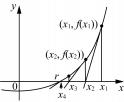 y
(x₁, f(x₁))
(x₂, f(x₂))
r
0
x₃ x₂ x₁ x
x₄